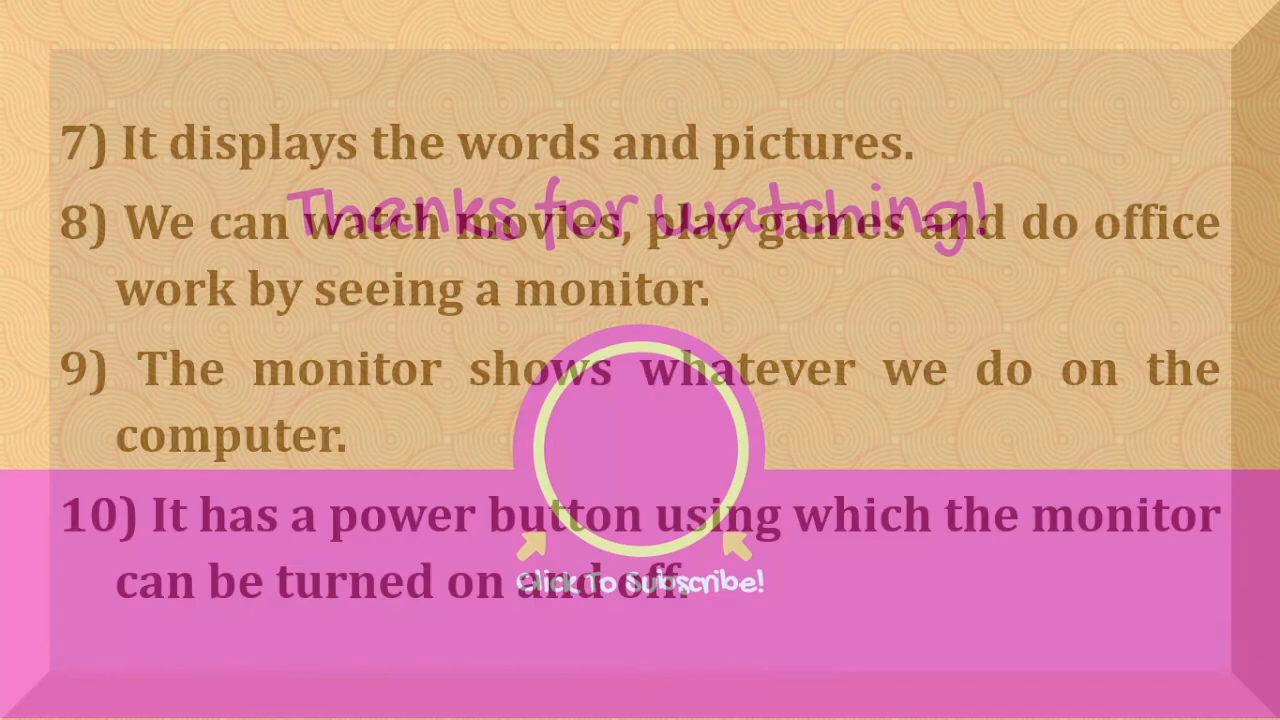 7) It displays the words and pictures.
Thanks for watching!
8) We can watch movies, play games and do office
work by seeing a monitor.
9) The monitor shows whatever we do on the
computer.
10) It has a power button using which the monitor
can be turned on and off.
Click To Subscribe!